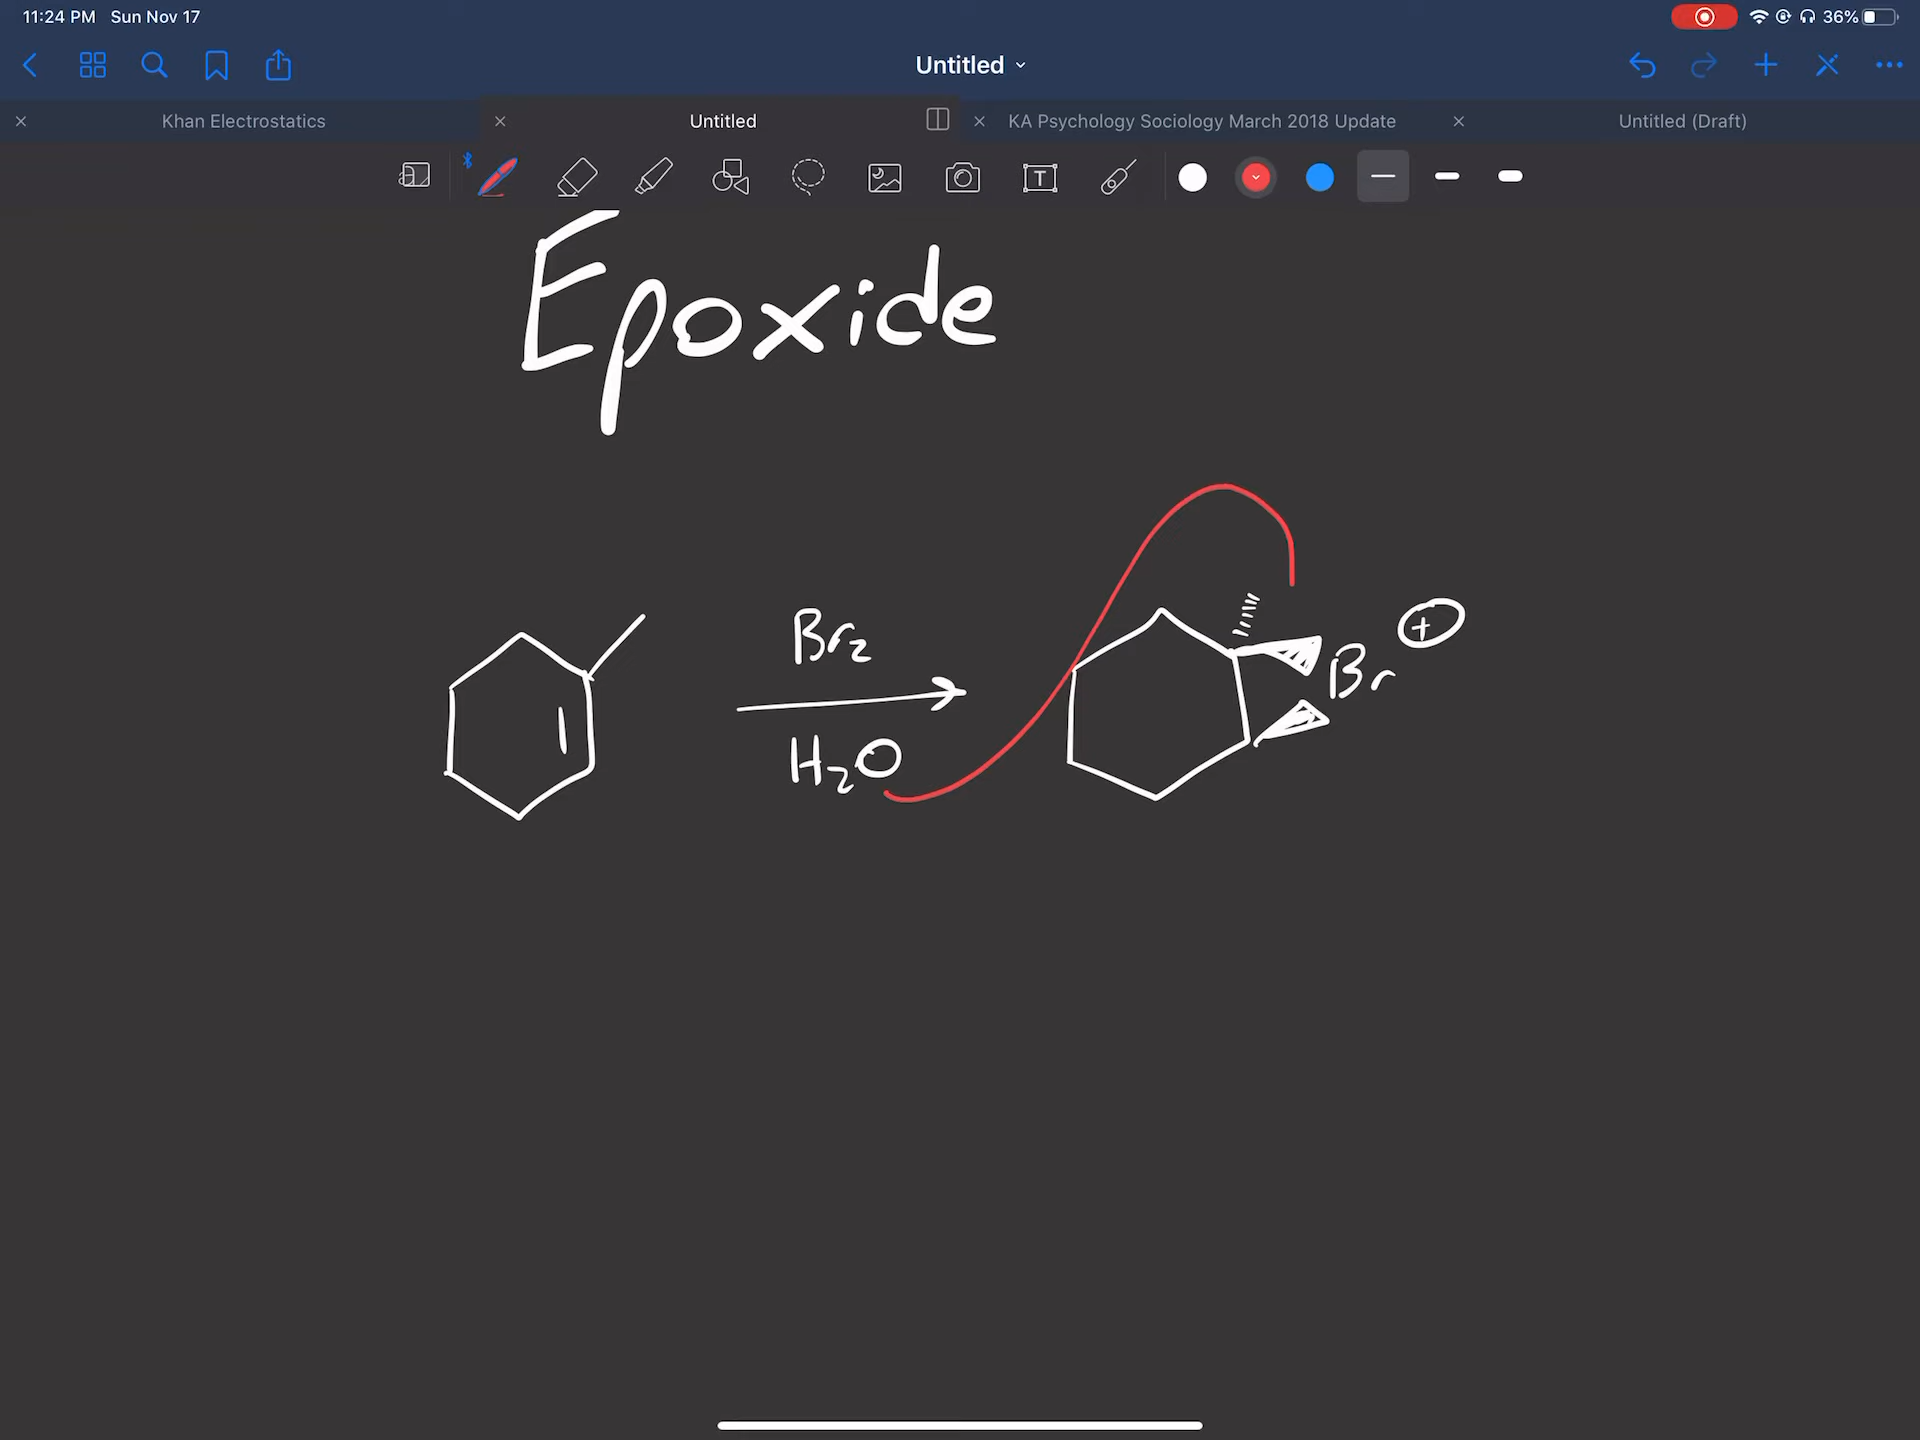 11:24 PM Sun Nov 17
36%
Untitled
Khan Electrostatics
Untitled
KA Psychology Sociology March 2018 Update
Untitled (Draft)
T
Epoxide
Br2
H2O
Br
+